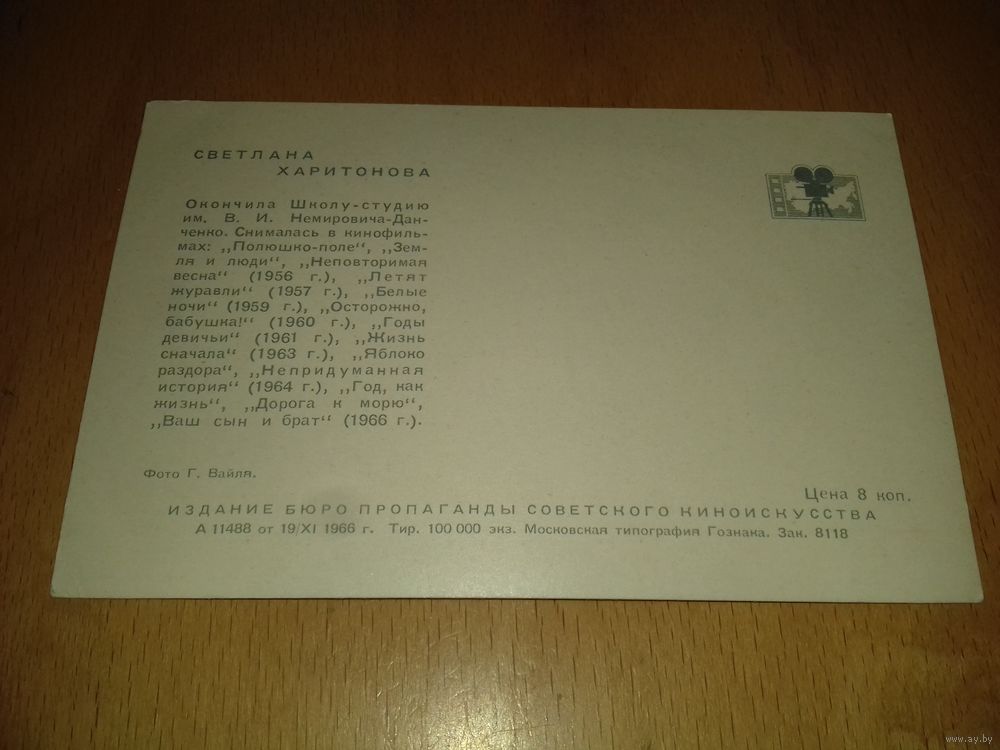 СВЕТЛАНА
ХАРИТОНОВА
Окончила Школу-студию
им. В. И. Немировича-Дан-
ченко. Снималась в кинофиль-
мах: „Полюшко-поле“, „Зем-
ля и люди“, „Неповторимая
весна“ (1956 г.), „Летят
журавли“ (1957 г.), „Белые
ночи“ (1959 г.), „Осторожно,
бабушка!“ (1960 г.), „Годы
девичьи“ (1961 г.), „Жизнь
сначала“ (1963 г.), „Яблоко
раздора“, „Непридуманная
история“ (1964 г.), „Год, как
жизнь“, „Дорога к морю“,
„Ваш сын и брат“ (1966 г.).
Фото Г. Вайля.
Цена 8 коп.
ИЗДАНИЕ БЮРО ПРОПАГАНДЫ СОВЕТСКОГО КИНОИСКУССТВА
А 11488 от 19/XI 1966 г. Тир. 100 000 экз. Московская типография Гознака. Зак. 8118
www.ay.by